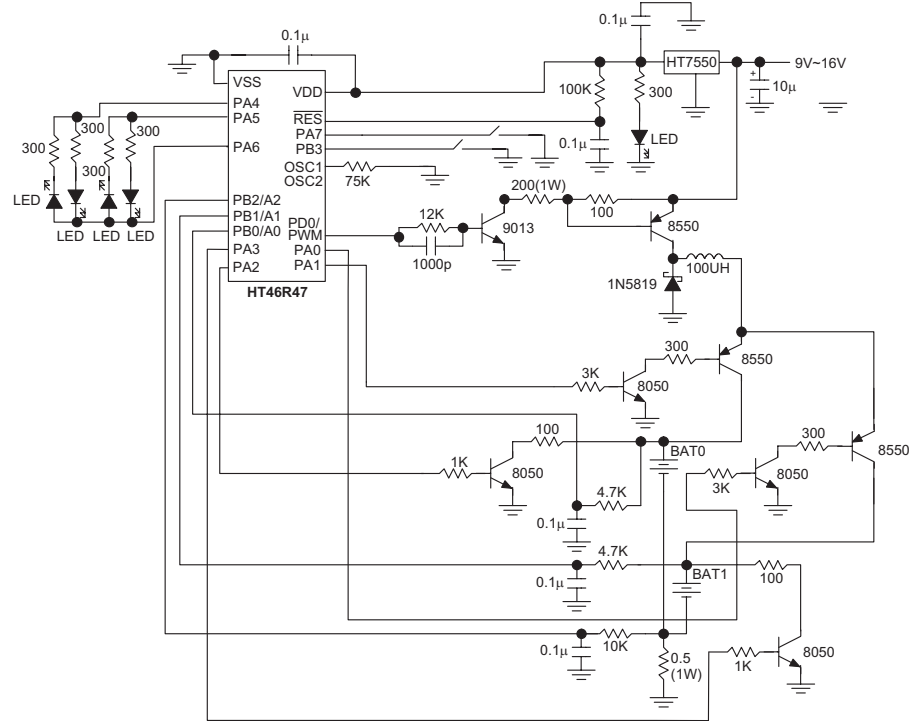 0.1μ
0.1μ
HT7550
9V~16V
+
-
10μ
VSS
VDD
100K
300
PA4
PA5
RES
PA7
PB3
0.1μ
LED
300
300
300
300
PA6
OSC1
OSC2
75K
LED
LED
LED
LED
PB2/A2
PB1/A1
PB0/A0
PA3
PA2
PD0/
PWM
PA0
PA1
HT46R47
12K
1000p
9013
200(1W)
100
8550
1N5819
100UH
3K
8050
300
8550
1K
8050
100
BAT0
3K
8050
300
8550
4.7K
0.1μ
4.7K
0.1μ
BAT1
100
10K
0.1μ
0.5
(1W)
1K
8050